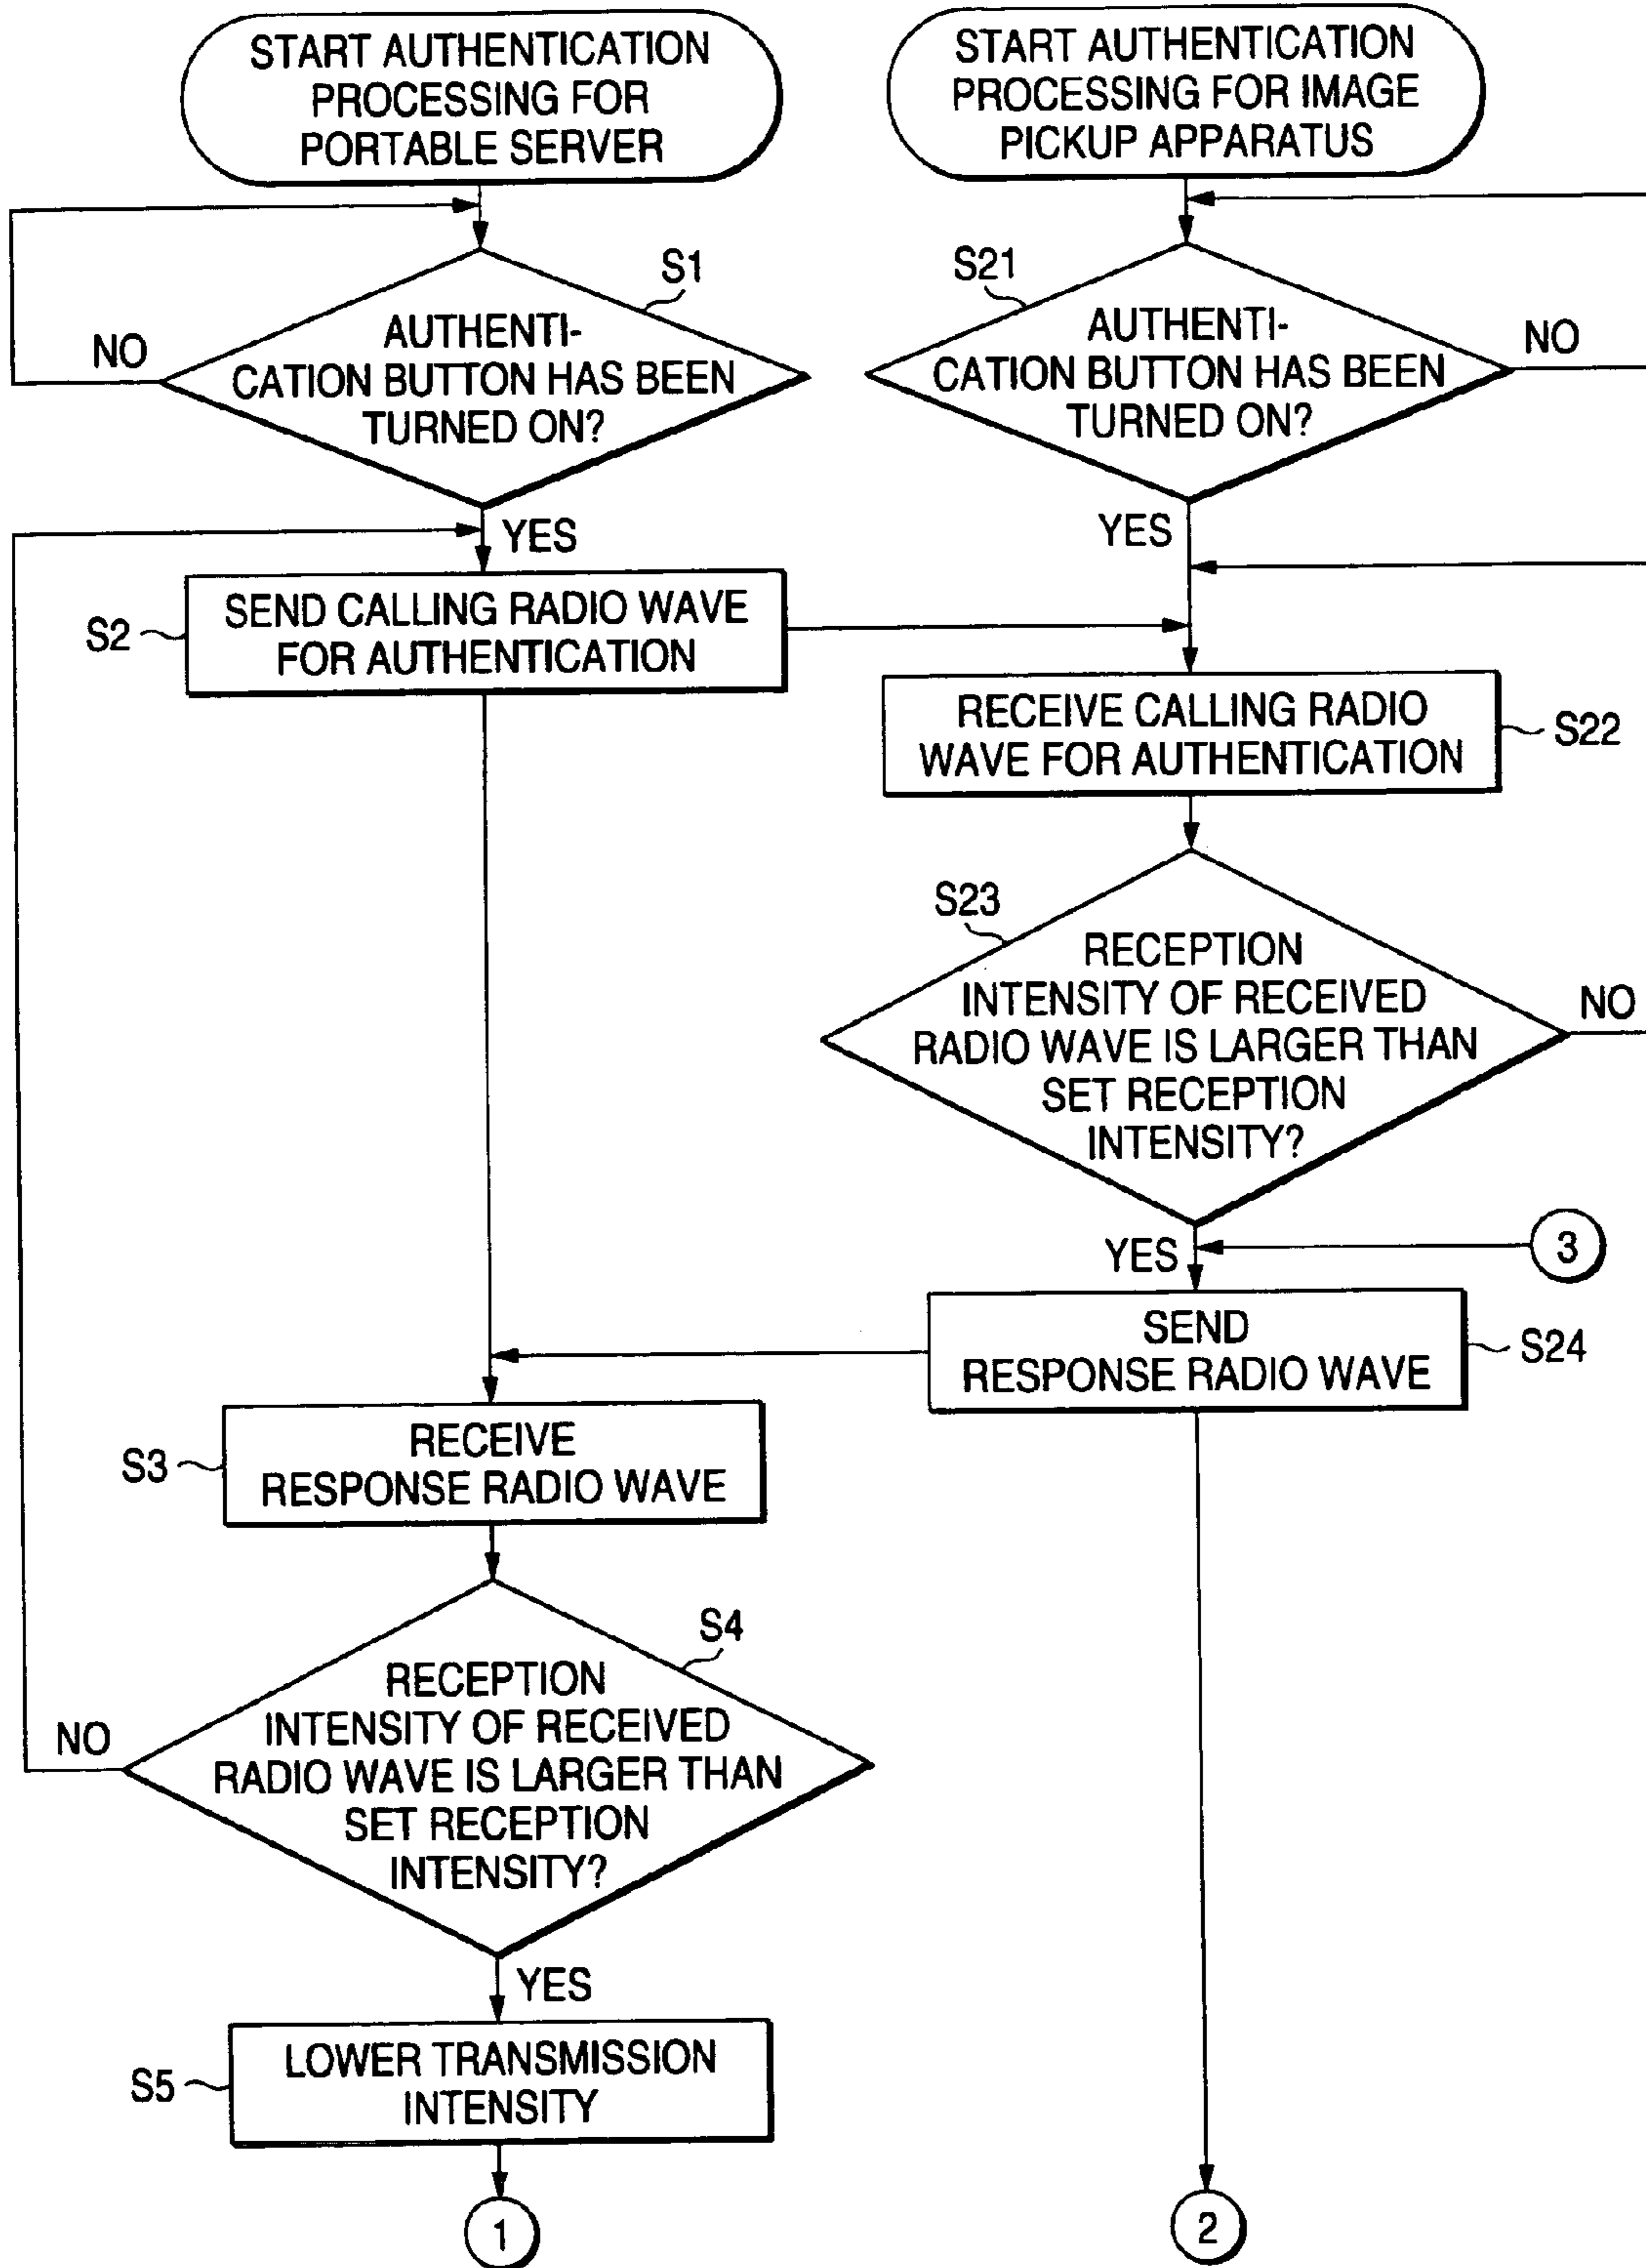 START AUTHENTICATION
PROCESSING FOR
PORTABLE SERVER
START AUTHENTICATION
PROCESSING FOR IMAGE
PICKUP APPARATUS
S1
AUTHENTI-
CATION BUTTON HAS BEEN
TURNED ON?
NO
YES
S21
AUTHENTI-
CATION BUTTON HAS BEEN
TURNED ON?
NO
YES
S2
SEND CALLING RADIO WAVE
FOR AUTHENTICATION
RECEIVE CALLING RADIO
WAVE FOR AUTHENTICATION
S22
S23
RECEPTION
INTENSITY OF RECEIVED
RADIO WAVE IS LARGER THAN
SET RECEPTION
INTENSITY?
NO
YES
3
SEND
RESPONSE RADIO WAVE
S24
S3
RECEIVE
RESPONSE RADIO WAVE
S4
RECEPTION
INTENSITY OF RECEIVED
RADIO WAVE IS LARGER THAN
SET RECEPTION
INTENSITY?
NO
YES
S5
LOWER TRANSMISSION
INTENSITY
1
2